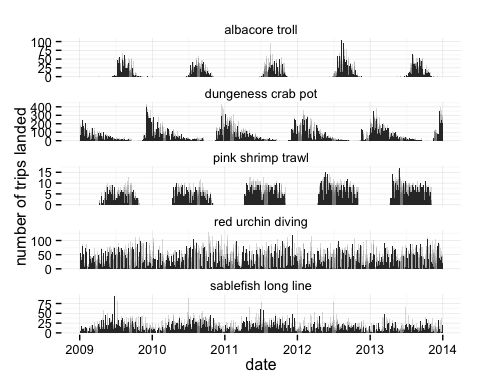 albacore troll
100
75
50
25
0
dungeness crab pot
400
300
200
100
0
pink shrimp trawl
15
10
5
0
red urchin diving
100
50
0
sablefish long line
75
50
25
0
2009 2010 2011 2012 2013 2014
date
number of trips landed